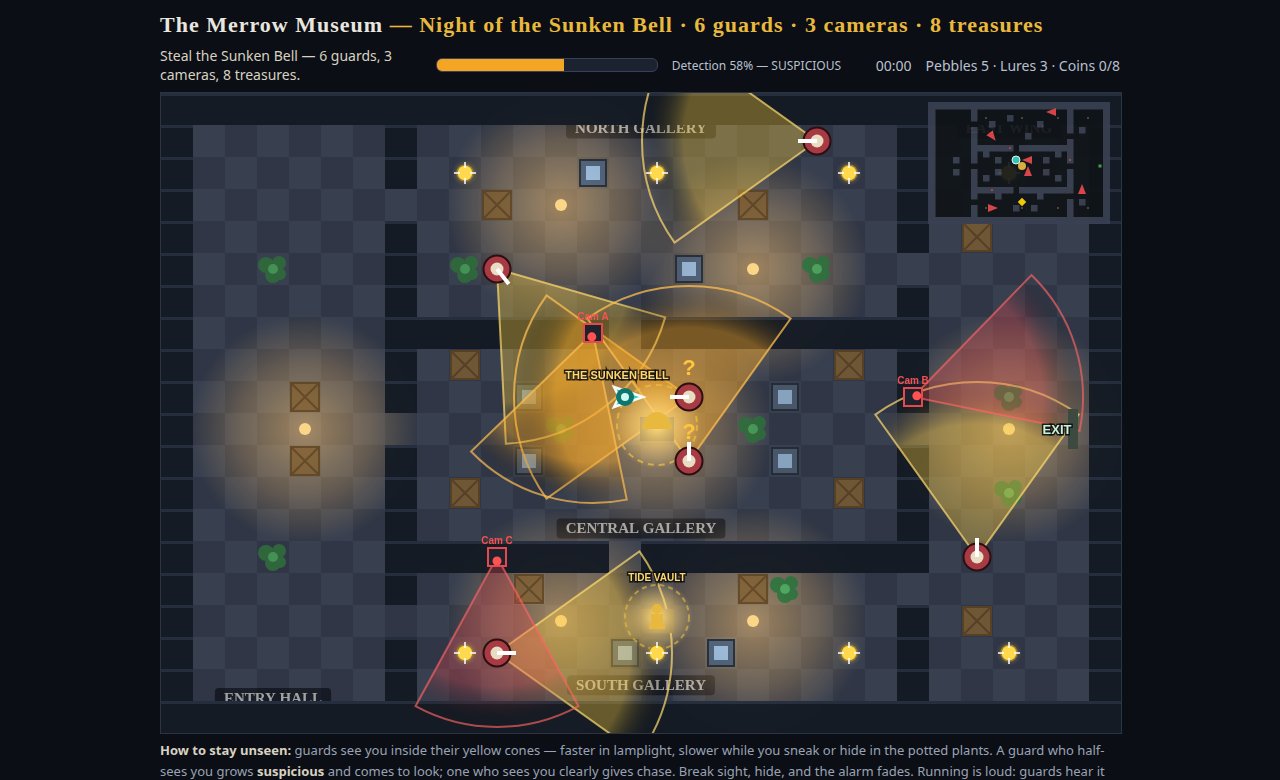 The Merrow Museum — Night of the Sunken Bell · 6 guards · 3 cameras · 8 treasures
Steal the Sunken Bell — 6 guards, 3
cameras, 8 treasures.
Detection 58% — SUSPICIOUS
00:00
Pebbles 5 · Lures 3 · Coins 0/8
NORTH GALLERY
Cam A
?
THE SUNKEN BELL
Cam B
?
EXIT
CENTRAL GALLERY
Cam C
TIDE VAULT
SOUTH GALLERY
ENTRY HALL
How to stay unseen: guards see you inside their yellow cones — faster in lamplight, slower while you sneak or hide in the potted plants. A guard who half-
sees you grows suspicious and comes to look; one who sees you clearly gives chase. Break sight, hide, and the alarm fades. Running is loud: guards hear it